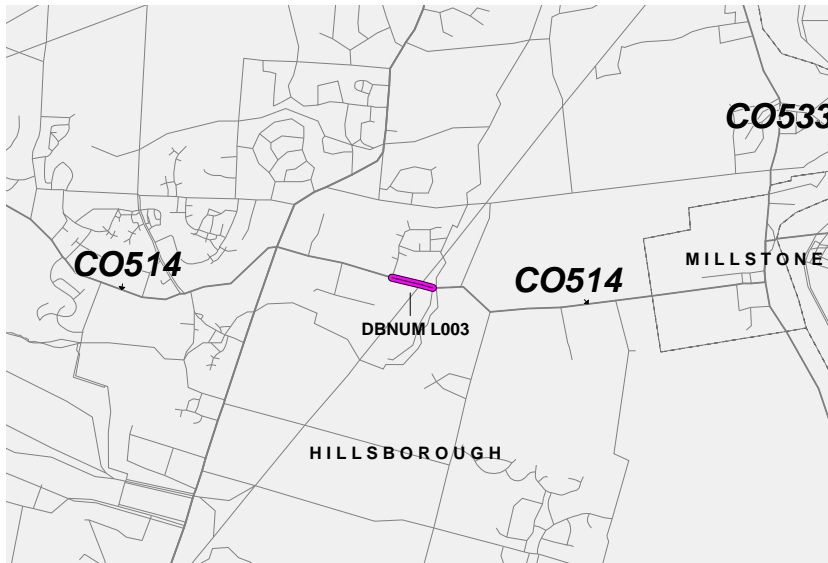 CO533
CO514
MILLSTONE
CO514
DBNUM L003
HILLSBOROUGH